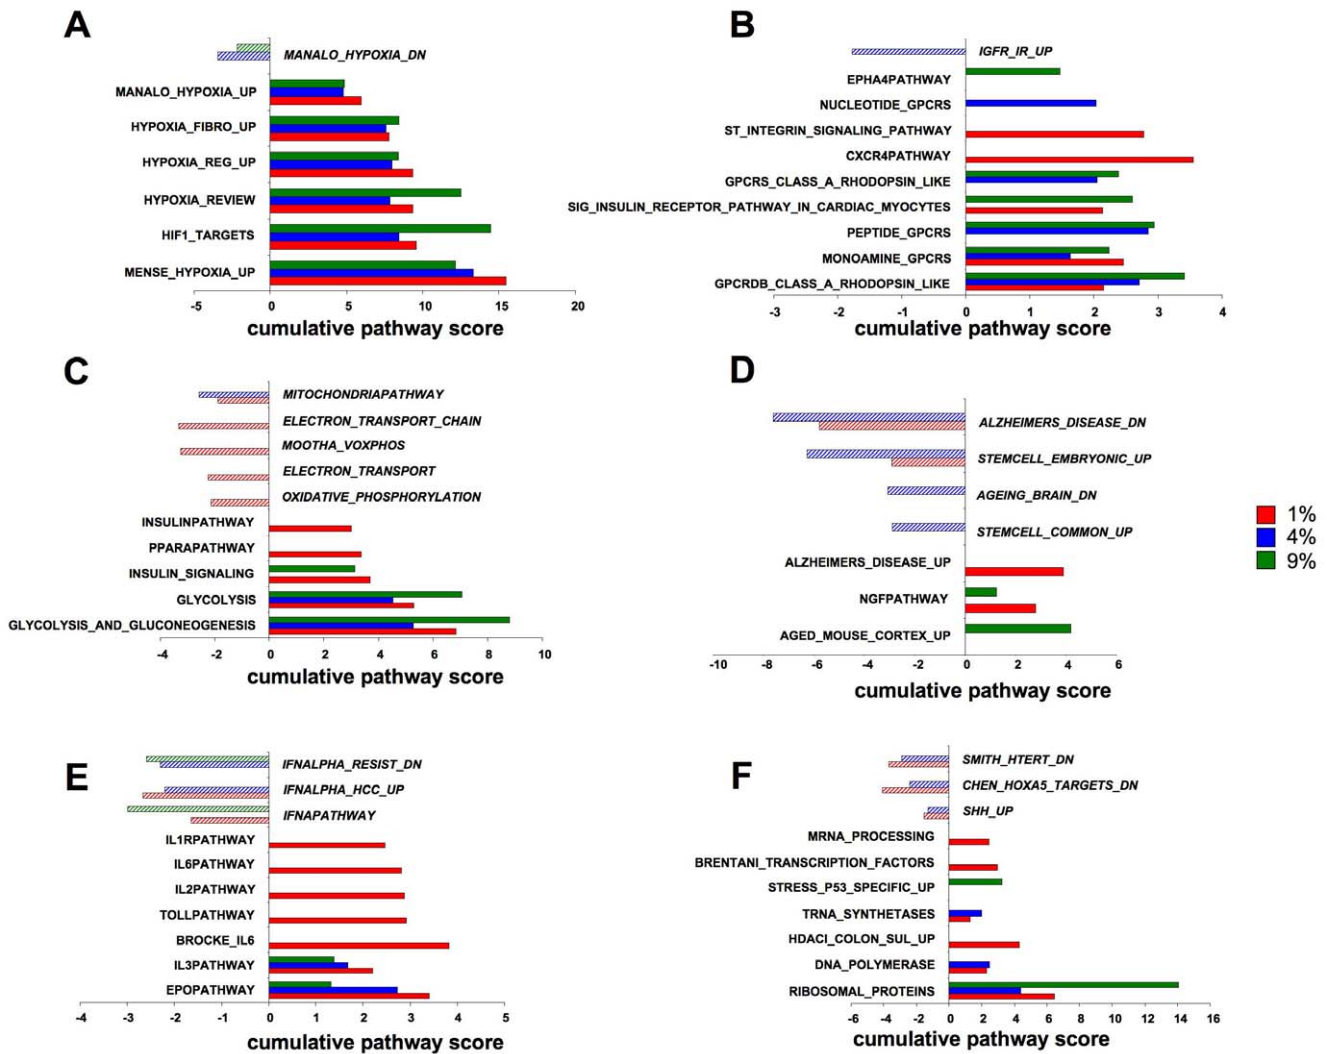 A
MANALO_HYPOXIA_DN
MANALO_HYPOXIA_UP
HYPOXIA_FIBRO_UP
HYPOXIA_REG_UP
HYPOXIA_REVIEW
HIF1_TARGETS
MENSE_HYPOXIA_UP
-5 0 5 10 15 20
cumulative pathway score
B
IGFR_IR_UP
EPHA4PATHWAY
NUCLEOTIDE_GPCRS
ST_INTEGRIN_SIGNALING_PATHWAY
CXCR4PATHWAY
GPCRS_CLASS_A_RHODOPSIN_LIKE
SIG_INSULIN_RECEPTOR_PATHWAY_IN_CARDIAC_MYOCYTES
PEPTIDE_GPCRS
MONOAMINE_GPCRS
GPCRDB_CLASS_A_RHODOPSIN_LIKE
-3 -2 -1 0 1 2 3 4
cumulative pathway score
C
MITOCHONDRIAPATHWAY
ELECTRON_TRANSPORT_CHAIN
MOOTHA_VOXPHOS
ELECTRON_TRANSPORT
OXIDATIVE_PHOSPHORYLATION
INSULINPATHWAY
PPARAPATHWAY
INSULIN_SIGNALING
GLYCOLYSIS
GLYCOLYSIS_AND_GLUCONEOGENESIS
-4 -2 0 2 4 6 8 10
cumulative pathway score
D
ALZHEIMERS_DISEASE_DN
STEMCELL_EMBRYONIC_UP
AGEING_BRAIN_DN
STEMCELL_COMMON_UP
ALZHEIMERS_DISEASE_UP
NGFPATHWAY
AGED_MOUSE_CORTEX_UP
-10 -8 -6 -4 -2 0 2 4 6
cumulative pathway score
1%
4%
9%
E
IFNALPHA_RESIST_DN
IFNALPHA_HCC_UP
IFNAPATHWAY
IL1RPATHWAY
IL6PATHWAY
IL2PATHWAY
TOLLPATHWAY
BROCKE_IL6
IL3PATHWAY
EPOPATHWAY
-4 -3 -2 -1 0 1 2 3 4 5
cumulative pathway score
F
SMITH_HTERT_DN
CHEN_HOXA5_TARGETS_DN
SHH_UP
MRNA_PROCESSING
BRENTANI_TRANSCRIPTION_FACTORS
STRESS_P53_SPECIFIC_UP
TRNA_SYNTHETASES
HDACI_COLON_SUL_UP
DNA_POLYMERASE
RIBOSOMAL_PROTEINS
-6 -4 -2 0 2 4 6 8 10 12 14 16
cumulative pathway score